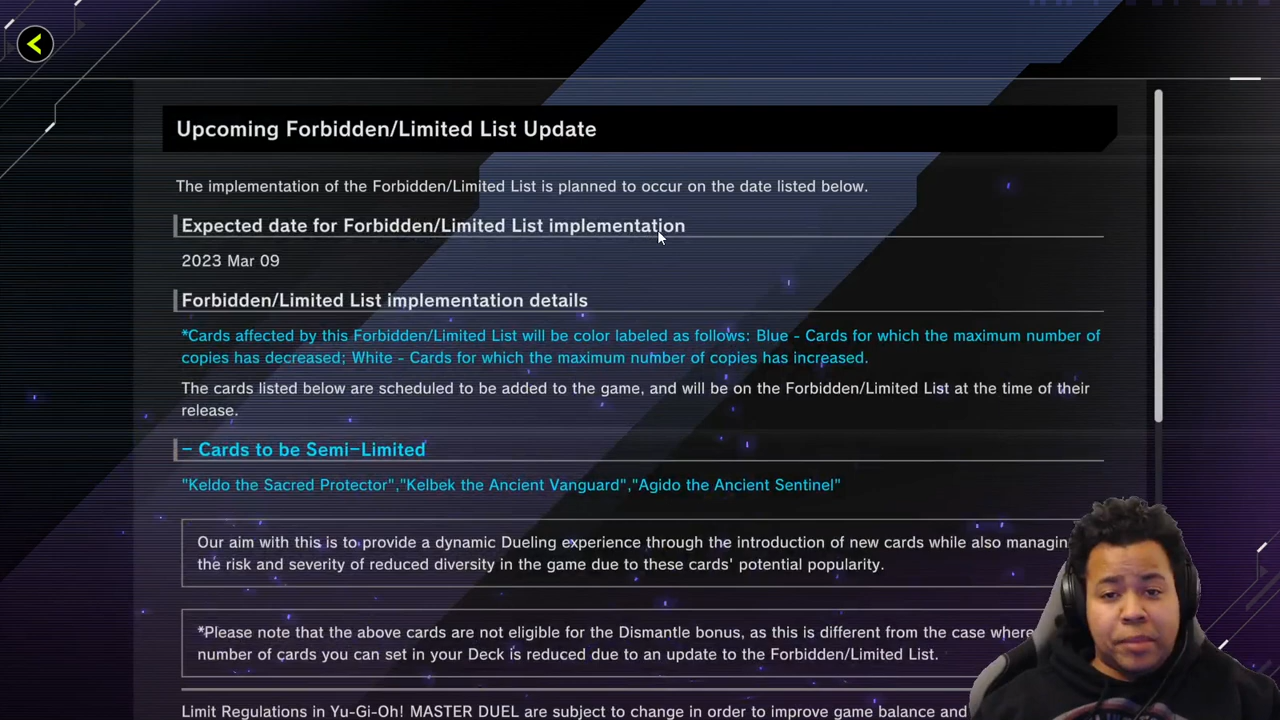 Upcoming Forbidden/Limited List Update
The implementation of the Forbidden/Limited List is planned to occur on the date listed below.
Expected date for Forbidden/Limited List implementation
2023 Mar 09
Forbidden/Limited List implementation details
*Cards affected by this Forbidden/Limited List will be color labeled as follows: Blue - Cards for which the maximum number of
copies has decreased; White - Cards for which the maximum number of copies has increased.
The cards listed below are scheduled to be added to the game, and will be on the Forbidden/Limited List at the time of their
release.
- Cards to be Semi-Limited
"Keldo the Sacred Protector","Kelbek the Ancient Vanguard","Agido the Ancient Sentinel"
Our aim with this is to provide a dynamic Dueling experience through the introduction of new cards while also managin
the risk and severity of reduced diversity in the game due to these cards' potential popularity.
*Please note that the above cards are not eligible for the Dismantle bonus, as this is different from the case where
number of cards you can set in your Deck is reduced due to an update to the Forbidden/Limited List.
Limit Regulations in Yu-Gi-Oh! MASTER DUEL are subject to change in order to improve game balance and